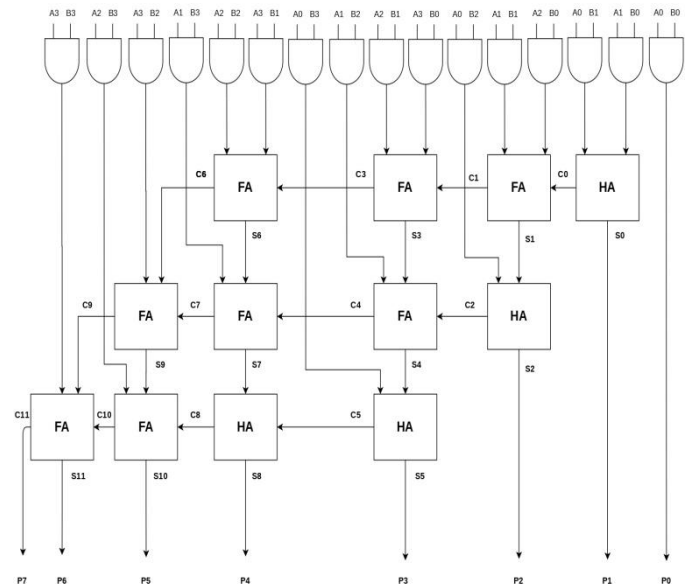 A3 B3 A2 B3 A3 B2 A1 B3 A2 B2 A3 B1 A0 B3 A1 B2 A2 B1 A3 B0 A0 B2 A1 B1 A2 B0 A0 B1 A1 B0 A0 B0
C6 FA C3 FA C1 FA C0 HA
S6 S3 S1 S0
C9 FA C7 FA C4 FA C2 HA
S9 S7 S4 S2
C11 FA C10 FA C8 HA C5 HA
S11 S10 S8 S5
P7 P6 P5 P4 P3 P2 P1 P0